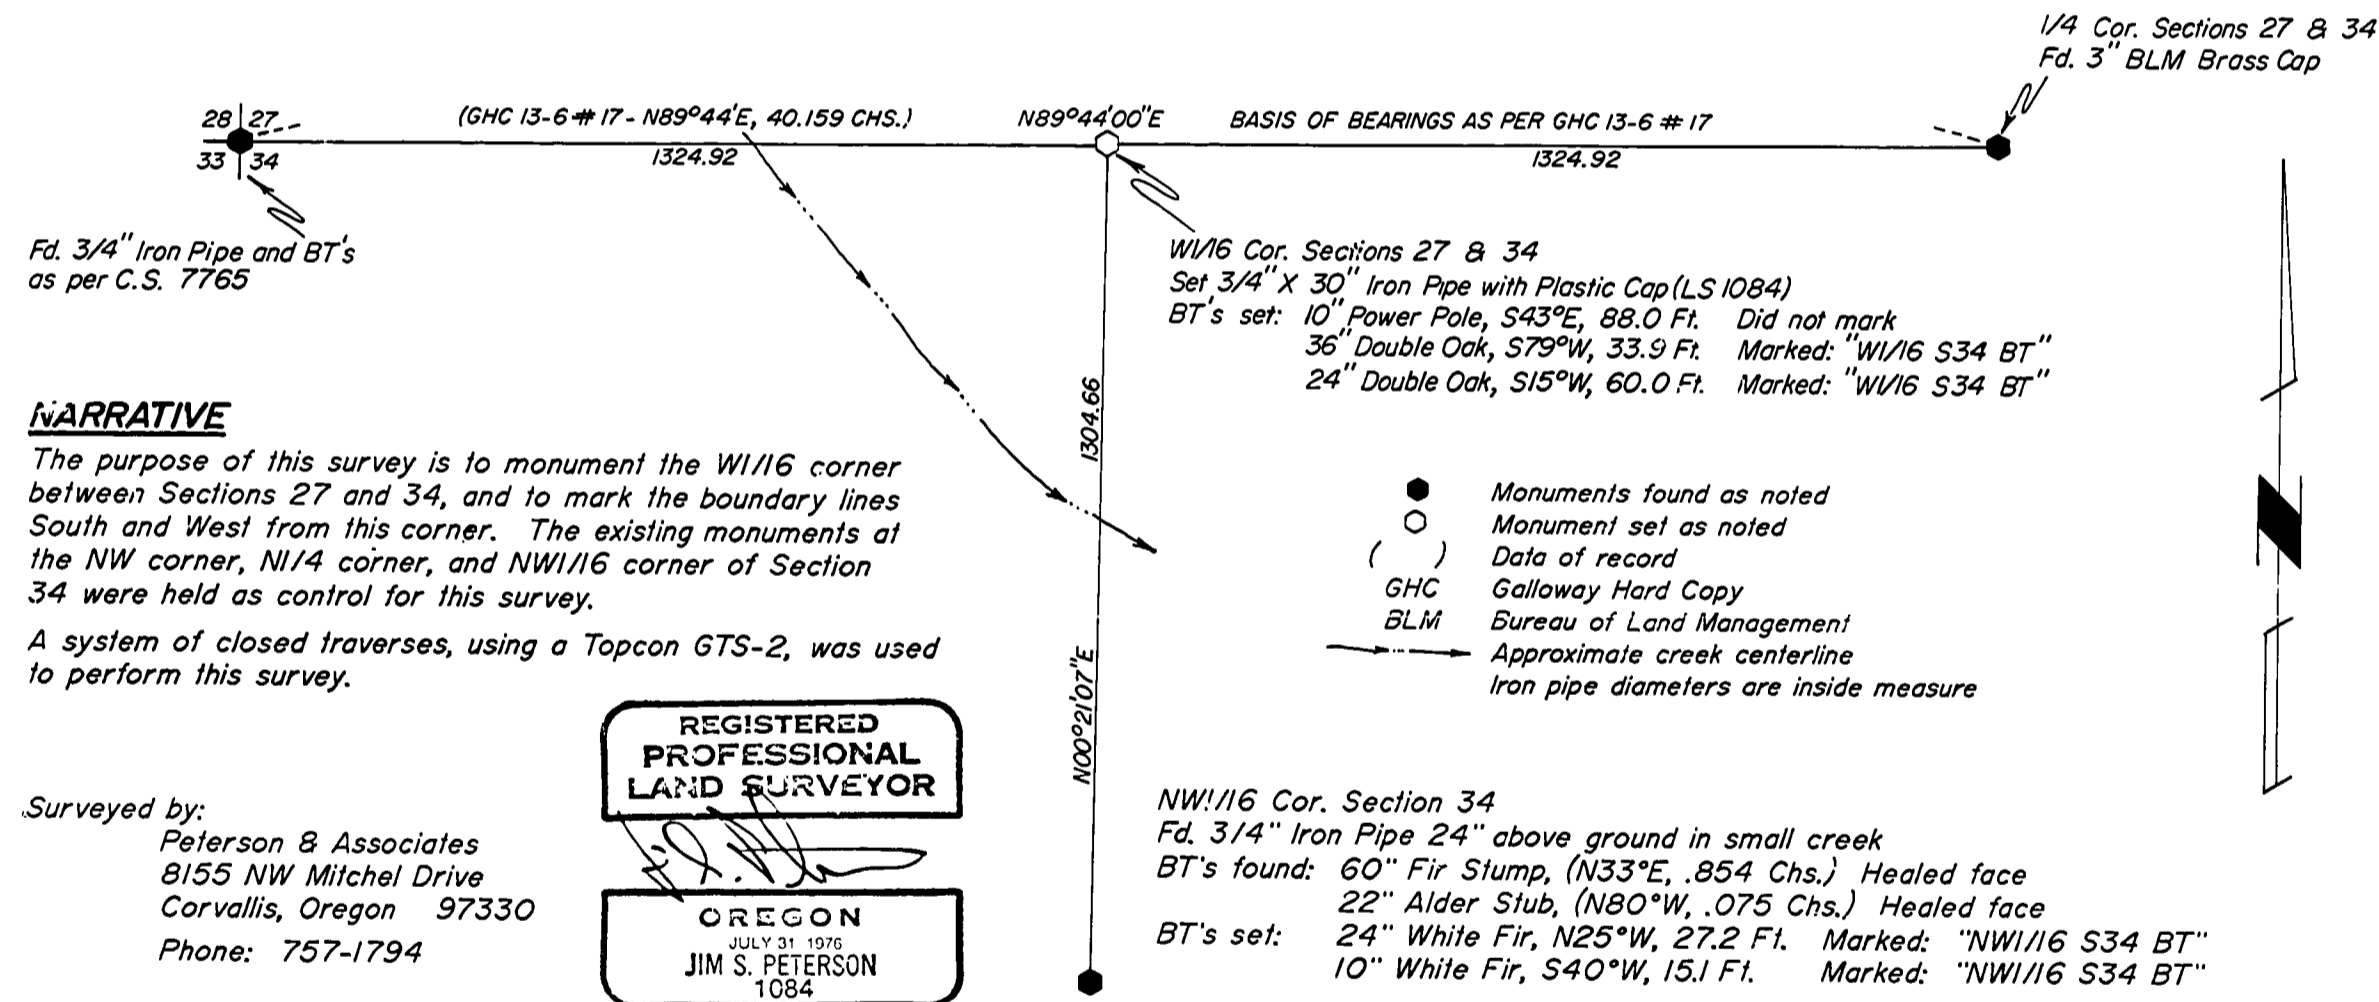 1/4 Cor. Sections 27 & 34
Fd. 3" BLM Brass Cap
28 27
33 34
(GHC 13-6 # 17 - N89°44'E, 40.159 CHS.)
N89°44'00"E
BASIS OF BEARINGS AS PER GHC 13-6 # 17
1324.92
1324.92
Fd. 3/4" Iron Pipe and BT's
as per C.S. 7765
W1/16 Cor. Sections 27 & 34
Set 3/4" X 30" Iron Pipe with Plastic Cap (LS 1084)
BT's set: 10" Power Pole, S43°E, 88.0 Ft. Did not mark
36" Double Oak, S79°W, 33.9 Ft. Marked: "W1/16 S34 BT"
24" Double Oak, S15°W, 60.0 Ft. Marked: "W1/16 S34 BT"
1304.66
N00°21'07"E
NARRATIVE
The purpose of this survey is to monument the W1/16 corner
between Sections 27 and 34, and to mark the boundary lines
South and West from this corner. The existing monuments at
the NW corner, N1/4 corner, and NW1/16 corner of Section
34 were held as control for this survey.
A system of closed traverses, using a Topcon GTS-2, was used
to perform this survey.
Monuments found as noted
Monument set as noted
( ) Data of record
GHC Galloway Hard Copy
BLM Bureau of Land Management
Approximate creek centerline
Iron pipe diameters are inside measure
N
Surveyed by:
Peterson & Associates
8155 NW Mitchel Drive
Corvallis, Oregon 97330
Phone: 757-1794
REGISTERED
PROFESSIONAL
LAND SURVEYOR
OREGON
JULY 31 1976
JIM S. PETERSON
1084
NW1/16 Cor. Section 34
Fd. 3/4" Iron Pipe 24" above ground in small creek
BT's found: 60" Fir Stump, (N33°E, .854 Chs.) Healed face
22" Alder Stub, (N80°W, .075 Chs.) Healed face
BT's set: 24" White Fir, N25°W, 27.2 Ft. Marked: "NW1/16 S34 BT"
10" White Fir, S40°W, 15.1 Ft. Marked: "NW1/16 S34 BT"